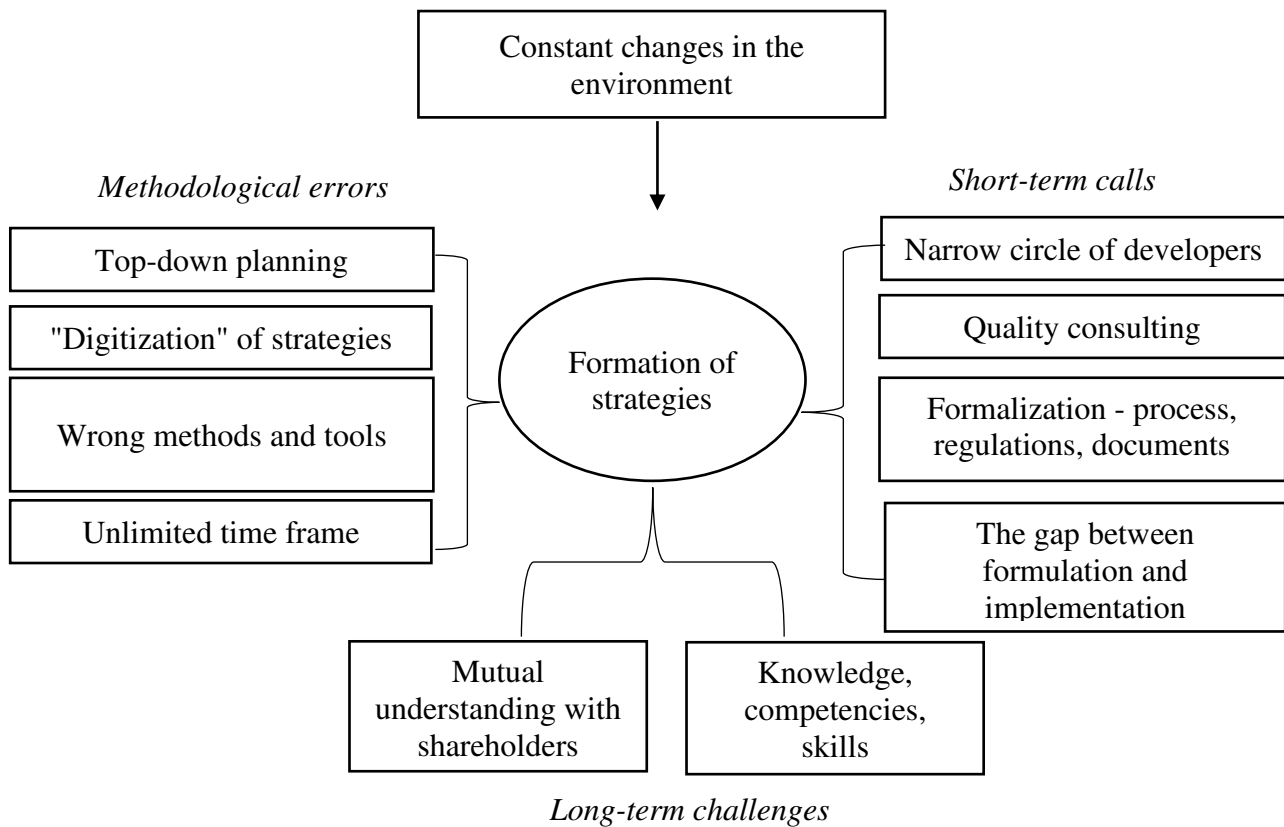 Constant changes in the
environment
Methodological errors
Top-down planning
"Digitization" of strategies
Wrong methods and tools
Unlimited time frame
Formation of
strategies
Short-term calls
Narrow circle of developers
Quality consulting
Formalization - process,
regulations, documents
The gap between
formulation and
implementation
Mutual
understanding with
shareholders
Knowledge,
competencies,
skills
Long-term challenges